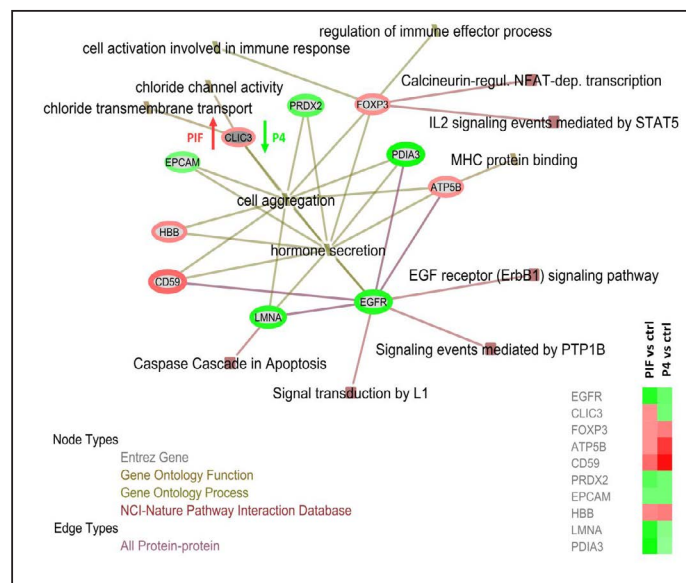 regulation of immune effector process
cell activation involved in immune response
Calcineurin-regul. NFAT-dep. transcription
chloride channel activity
chloride transmembrane transport
PRDX2
FOXP3
IL2 signaling events mediated by STAT5
PIF
CLIC3
P4
EPCAM
PDIA3
MHC protein binding
ATP5B
cell aggregation
HBB
hormone secretion
EGF receptor (ErbB1) signaling pathway
CD59
EGFR
LMNA
Signaling events mediated by PTP1B
Caspase Cascade in Apoptosis
Signal transduction by L1
PIF vs ctrl
P4 vs ctrl
EGFR
CLIC3
FOXP3
ATP5B
CD59
PRDX2
EPCAM
HBB
LMNA
PDIA3
Node Types
Entrez Gene
Gene Ontology Function
Gene Ontology Process
NCI-Nature Pathway Interaction Database
Edge Types
All Protein-protein